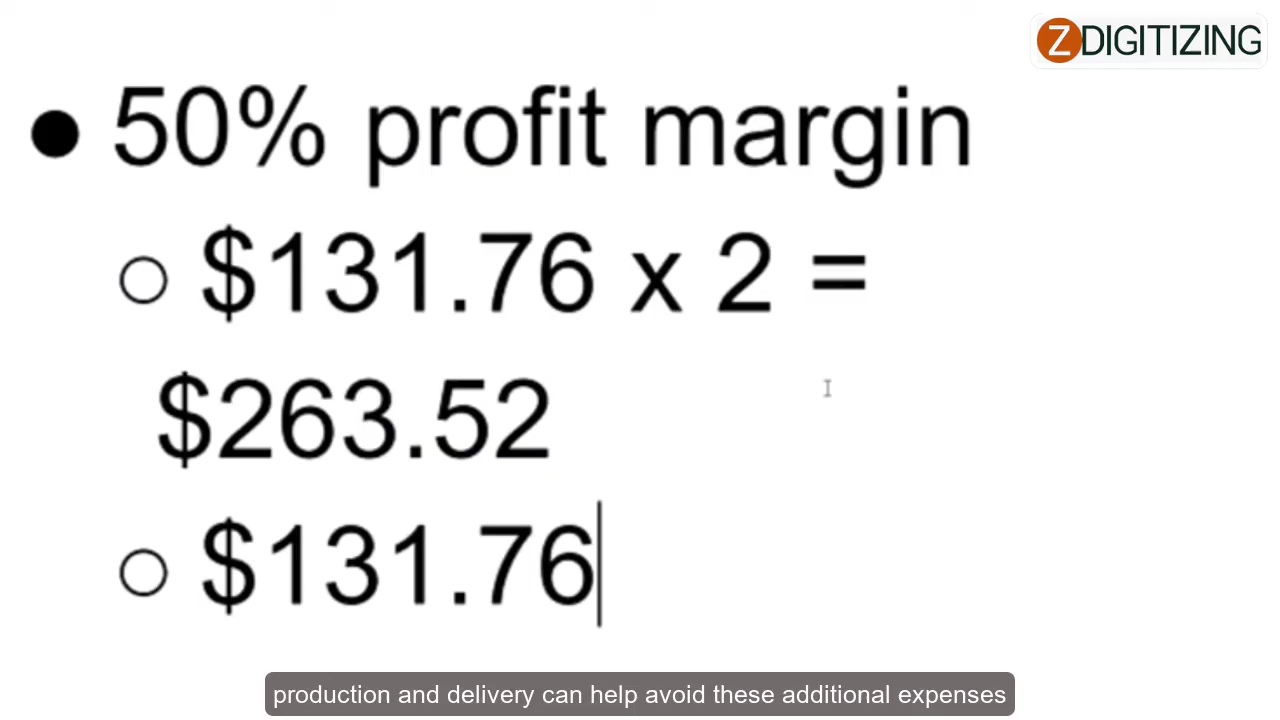 ZDIGITIZING
● 50% profit margin
○ $131.76 x 2 =
$263.52
○ $131.76
production and delivery can help avoid these additional expenses